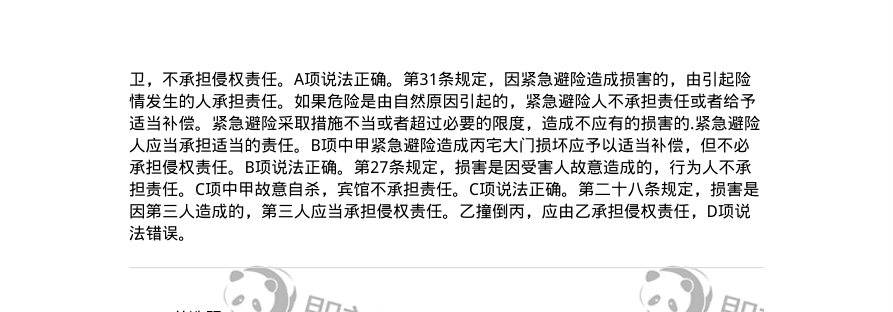 卫，不承担侵权责任。A项说法正确。第31条规定，因紧急避险造成损害的，由引起险
情发生的人承担责任。如果危险是由自然原因引起的，紧急避险人不承担责任或者给予
适当补偿。紧急避险采取措施不当或者超过必要的限度，造成不应有的损害的.紧急避险
人应当承担适当的责任。B项中甲紧急避险造成丙宅大门损坏应予以适当补偿，但不必
承担侵权责任。B项说法正确。第27条规定，损害是因受害人故意造成的，行为人不承
担责任。C项中甲故意自杀，宾馆不承担责任。C项说法正确。第二十八条规定，损害是
因第三人造成的，第三人应当承担侵权责任。乙撞倒丙，应由乙承担侵权责任，D项说
法错误。